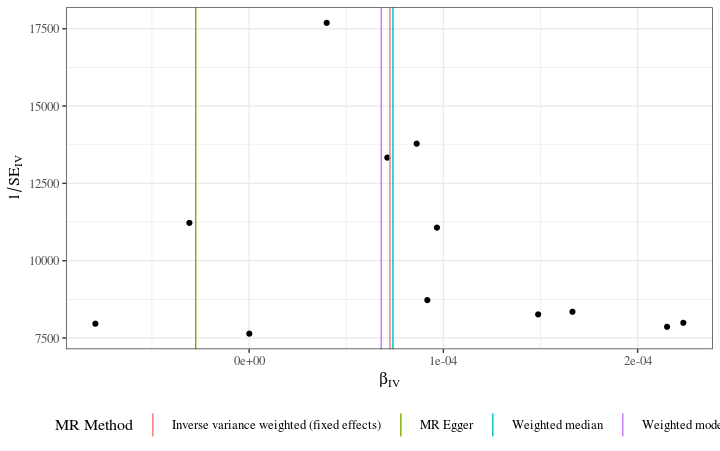 17500
15000
12500
10000
7500
1/SE_IV
0e+00 1e-04 2e-04
β_IV
MR Method Inverse variance weighted (fixed effects) MR Egger Weighted median Weighted mode